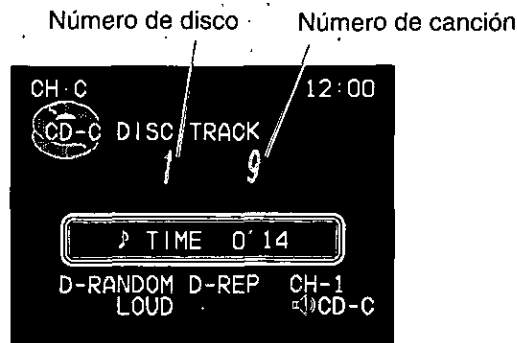 Número de disco Número de canción
CH·C 12:00
CD-C DISC TRACK
1 9
♪ TIME 0'14
D-RANDOM D-REP CH-1
LOUD CD-C